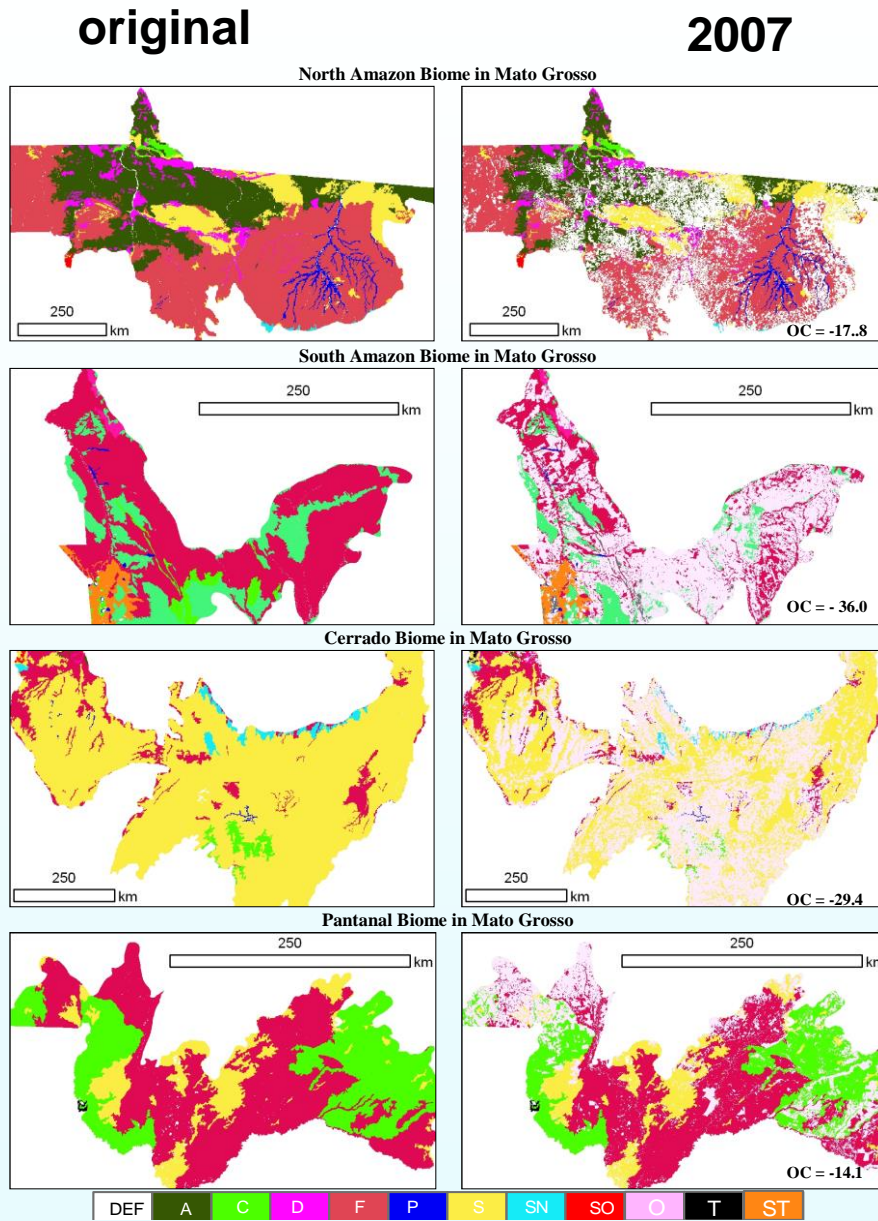 original
2007
North Amazon Biome in Mato Grosso
250
km
250
km
OC = -17..8
South Amazon Biome in Mato Grosso
250
km
250
km
OC = - 36.0
Cerrado Biome in Mato Grosso
250
km
250
km
OC = -29.4
Pantanal Biome in Mato Grosso
250
km
250
km
OC = -14.1
DEF A C D F P S SN SO O T ST